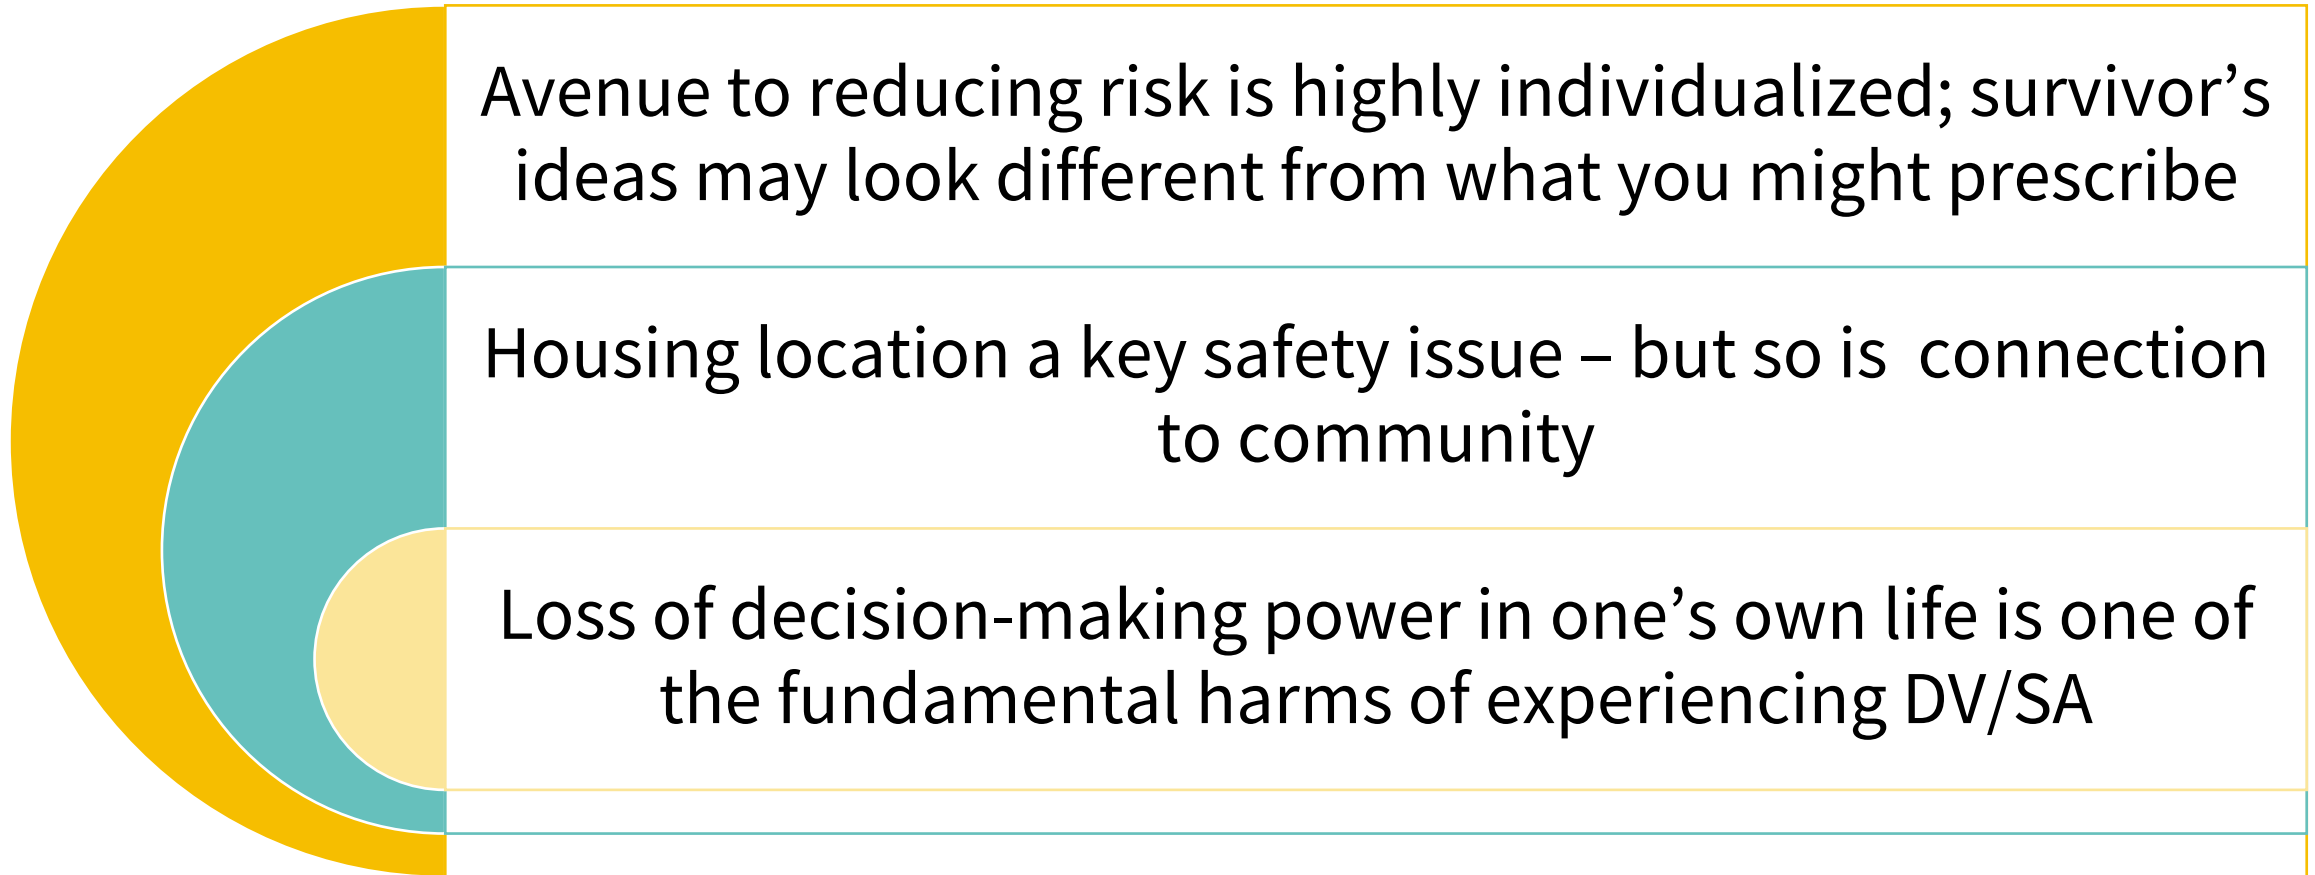 Avenue to reducing risk is highly individualized; survivor’s
ideas may look different from what you might prescribe
Housing location a key safety issue – but so is  connection
to community
Loss of decision-making power in one’s own life is one of
the fundamental harms of experiencing DV/SA